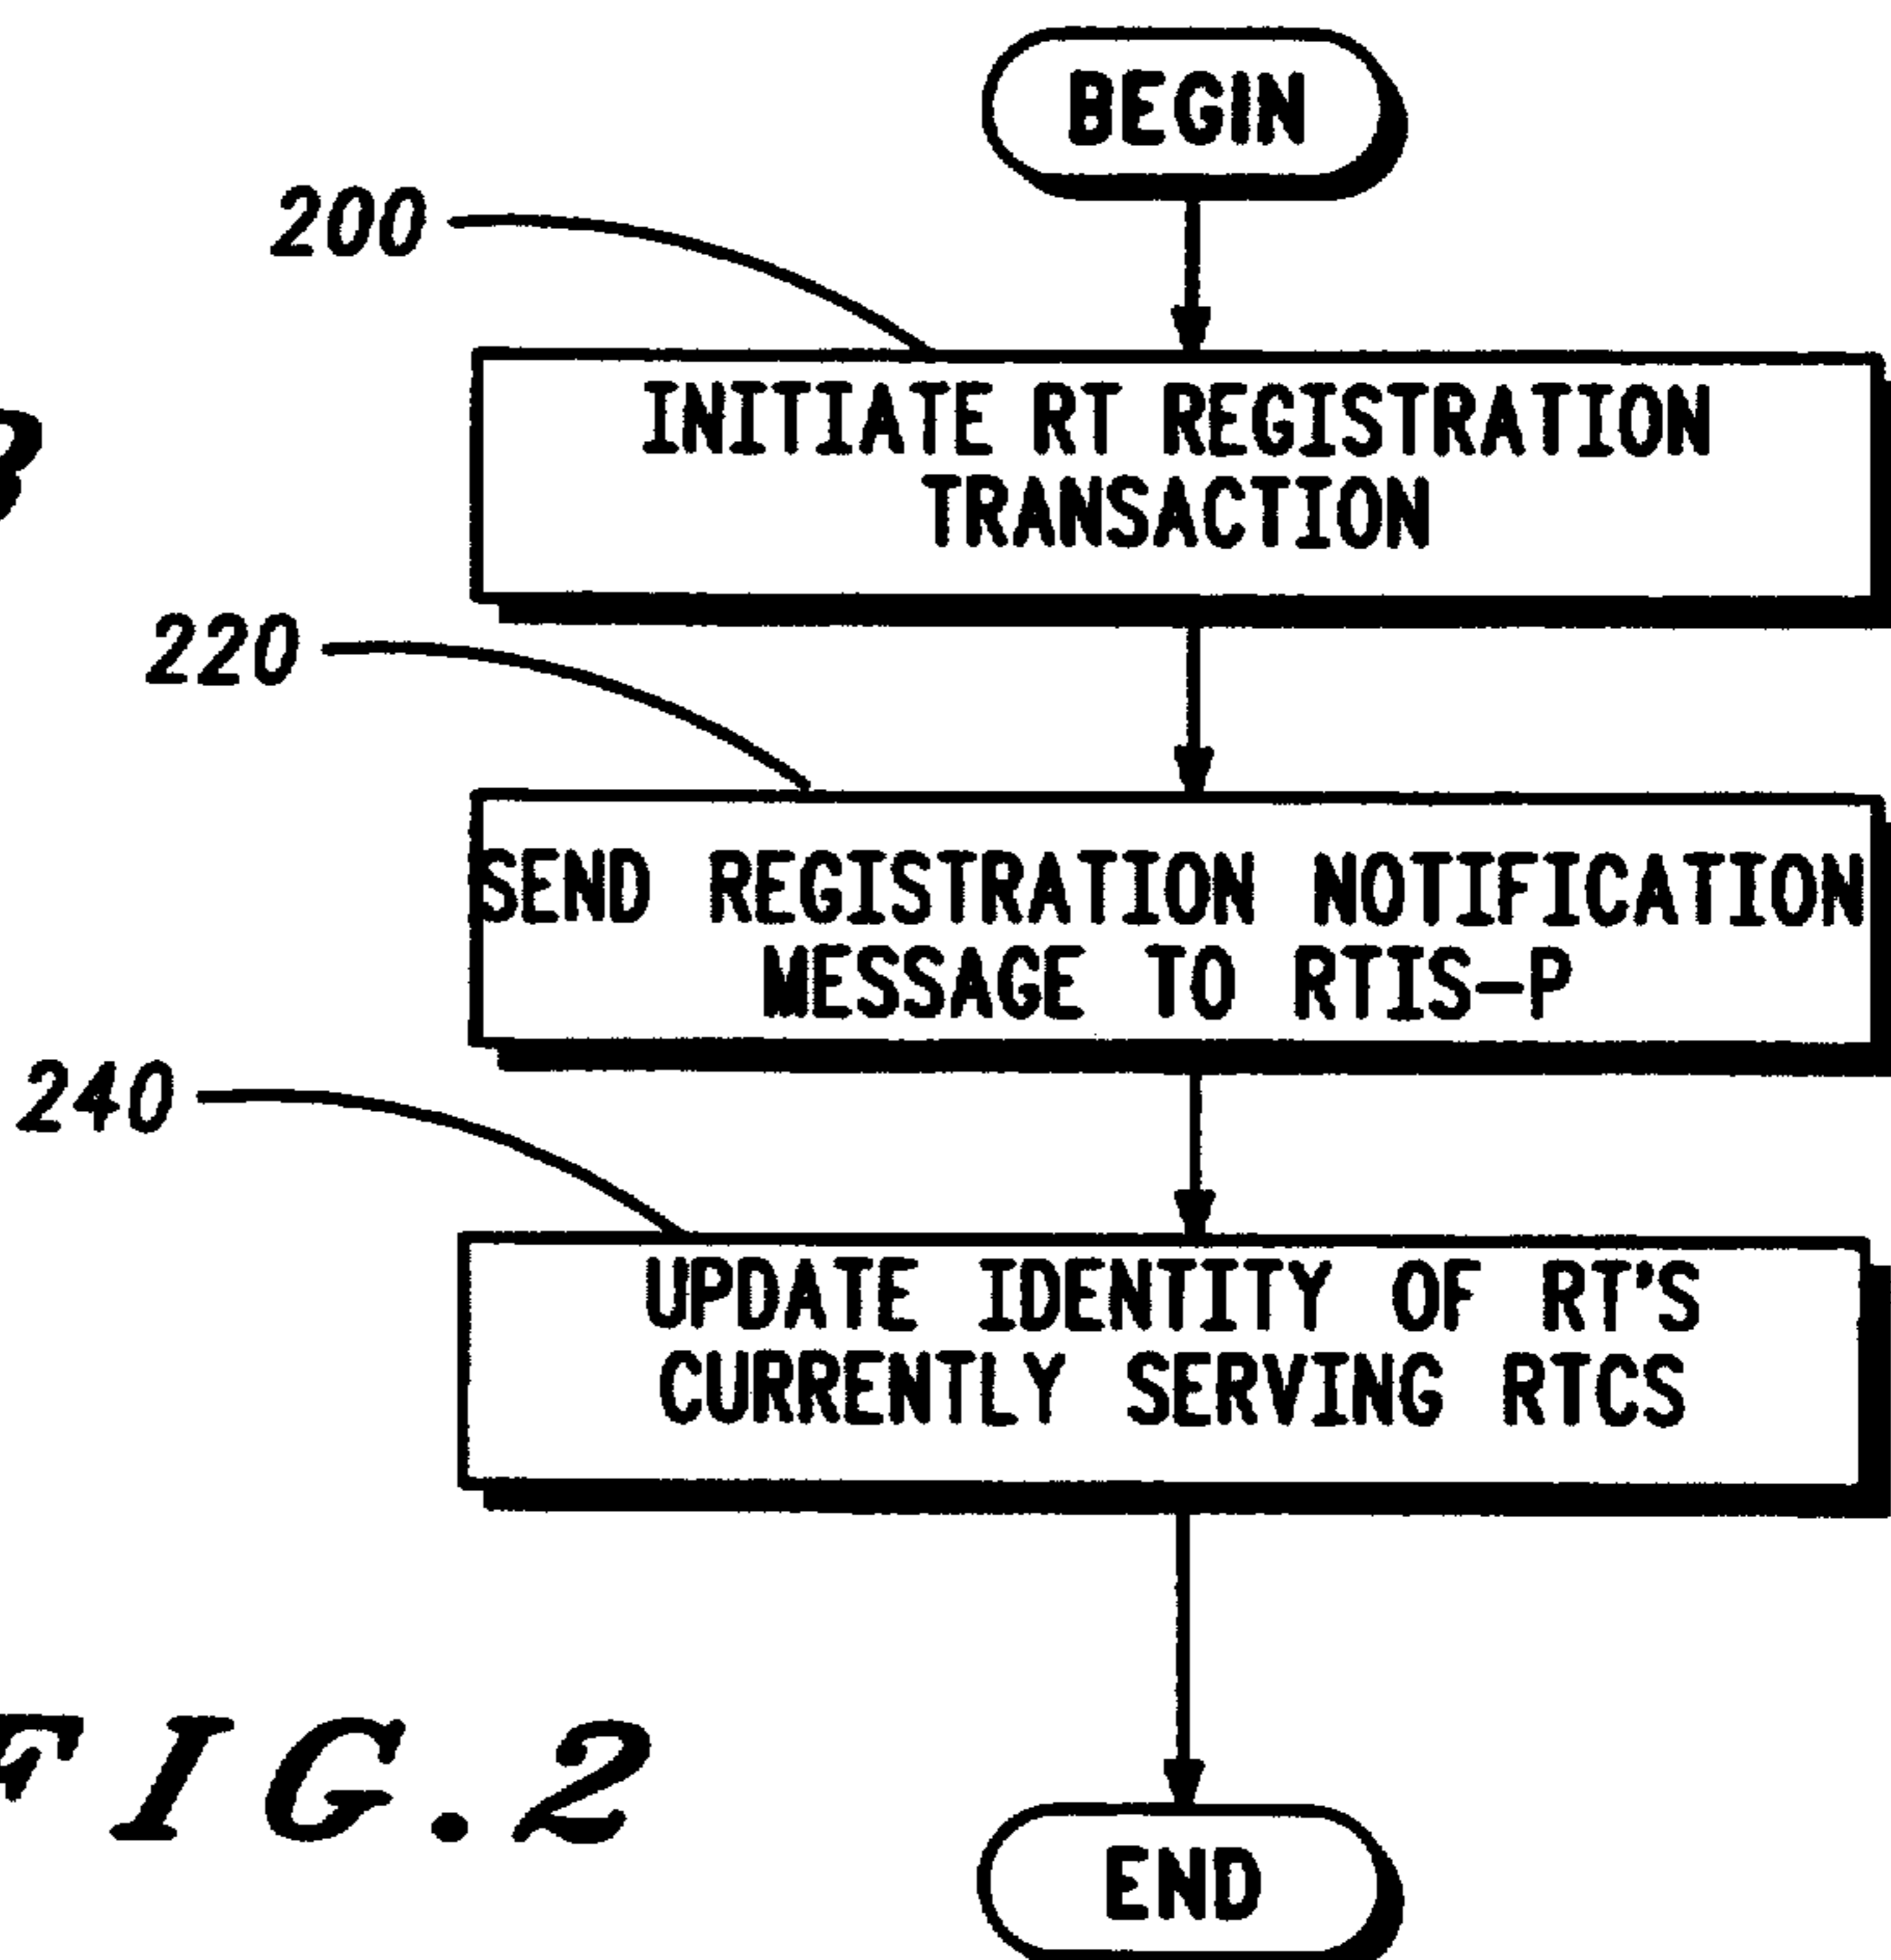 BEGIN
200
INITIATE RT REGISTRATION
TRANSACTION
220
SEND REGISTRATION NOTIFICATION
MESSAGE TO RTIS-P
240
UPDATE IDENTITY OF RT'S
CURRENTLY SERVING RTCS
FIG.2
END